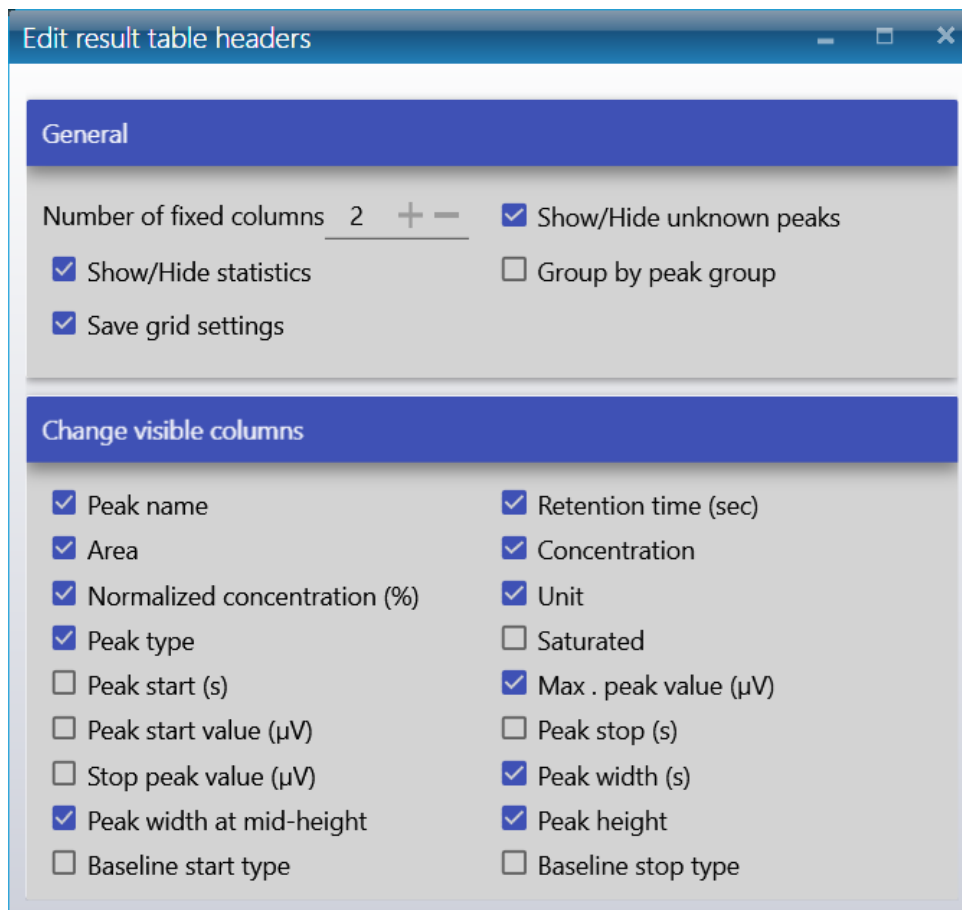 Edit result table headers
General
Number of fixed columns 2 Show/Hide unknown peaks
Show/Hide statistics Group by peak group
Save grid settings
Change visible columns
Peak name Retention time (sec)
Area Concentration
Normalized concentration (%) Unit
Peak type Saturated
Peak start (s) Max . peak value (µV)
Peak start value (µV) Peak stop (s)
Stop peak value (µV) Peak width (s)
Peak width at mid-height Peak height
Baseline start type Baseline stop type